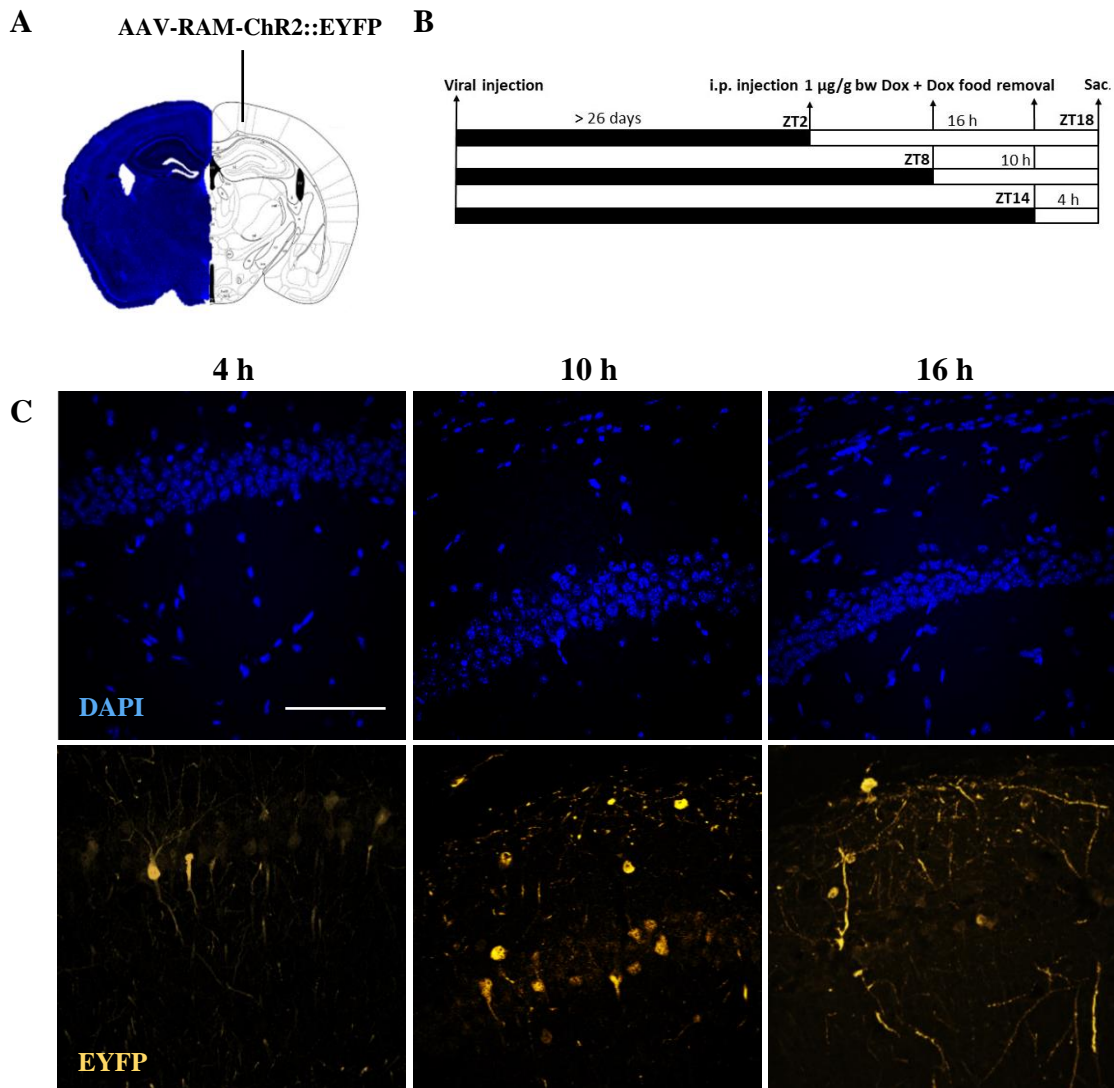 A
AAV-RAM-ChR2::EYFP
B
Viral injection
i.p. injection 1 µg/g bw Dox + Dox food removal
Sac.
> 26 days
ZT2
16 h
ZT18
ZT8
10 h
ZT14
4 h
4 h
10 h
16 h
C
DAPI
EYFP